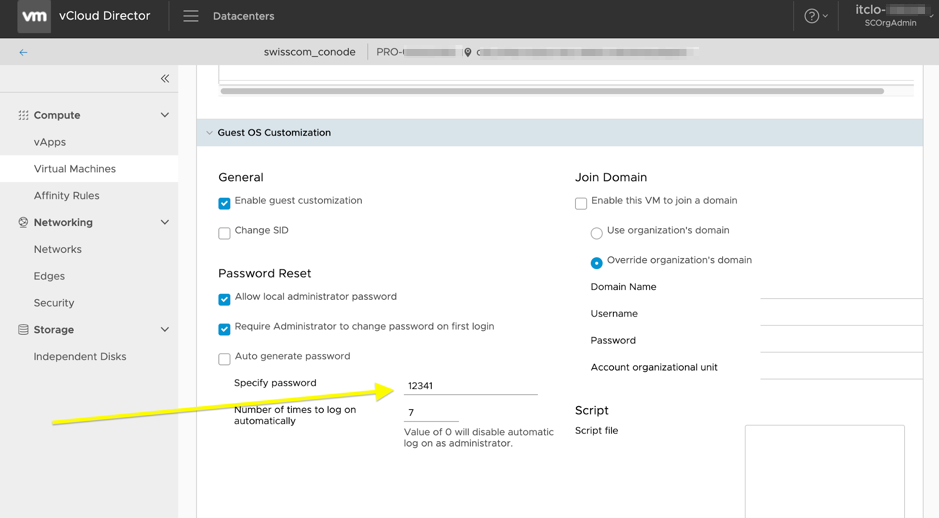 vm vCloud Director Datacenters ? itclo-
SCOrgAdmin
swisscom_conode PRO-
Compute
vApps
Virtual Machines
Affinity Rules
Networking
Networks
Edges
Security
Storage
Independent Disks
Guest OS Customization
General
Enable guest customization
Change SID
Password Reset
Allow local administrator password
Require Administrator to change password on first login
Auto generate password
Specify password 12341
Number of times to log on
automatically
7
Value of 0 will disable automatic
log on as administrator.
Join Domain
Enable this VM to join a domain
Use organization's domain
Override organization's domain
Domain Name
Username
Password
Account organizational unit
Script
Script file